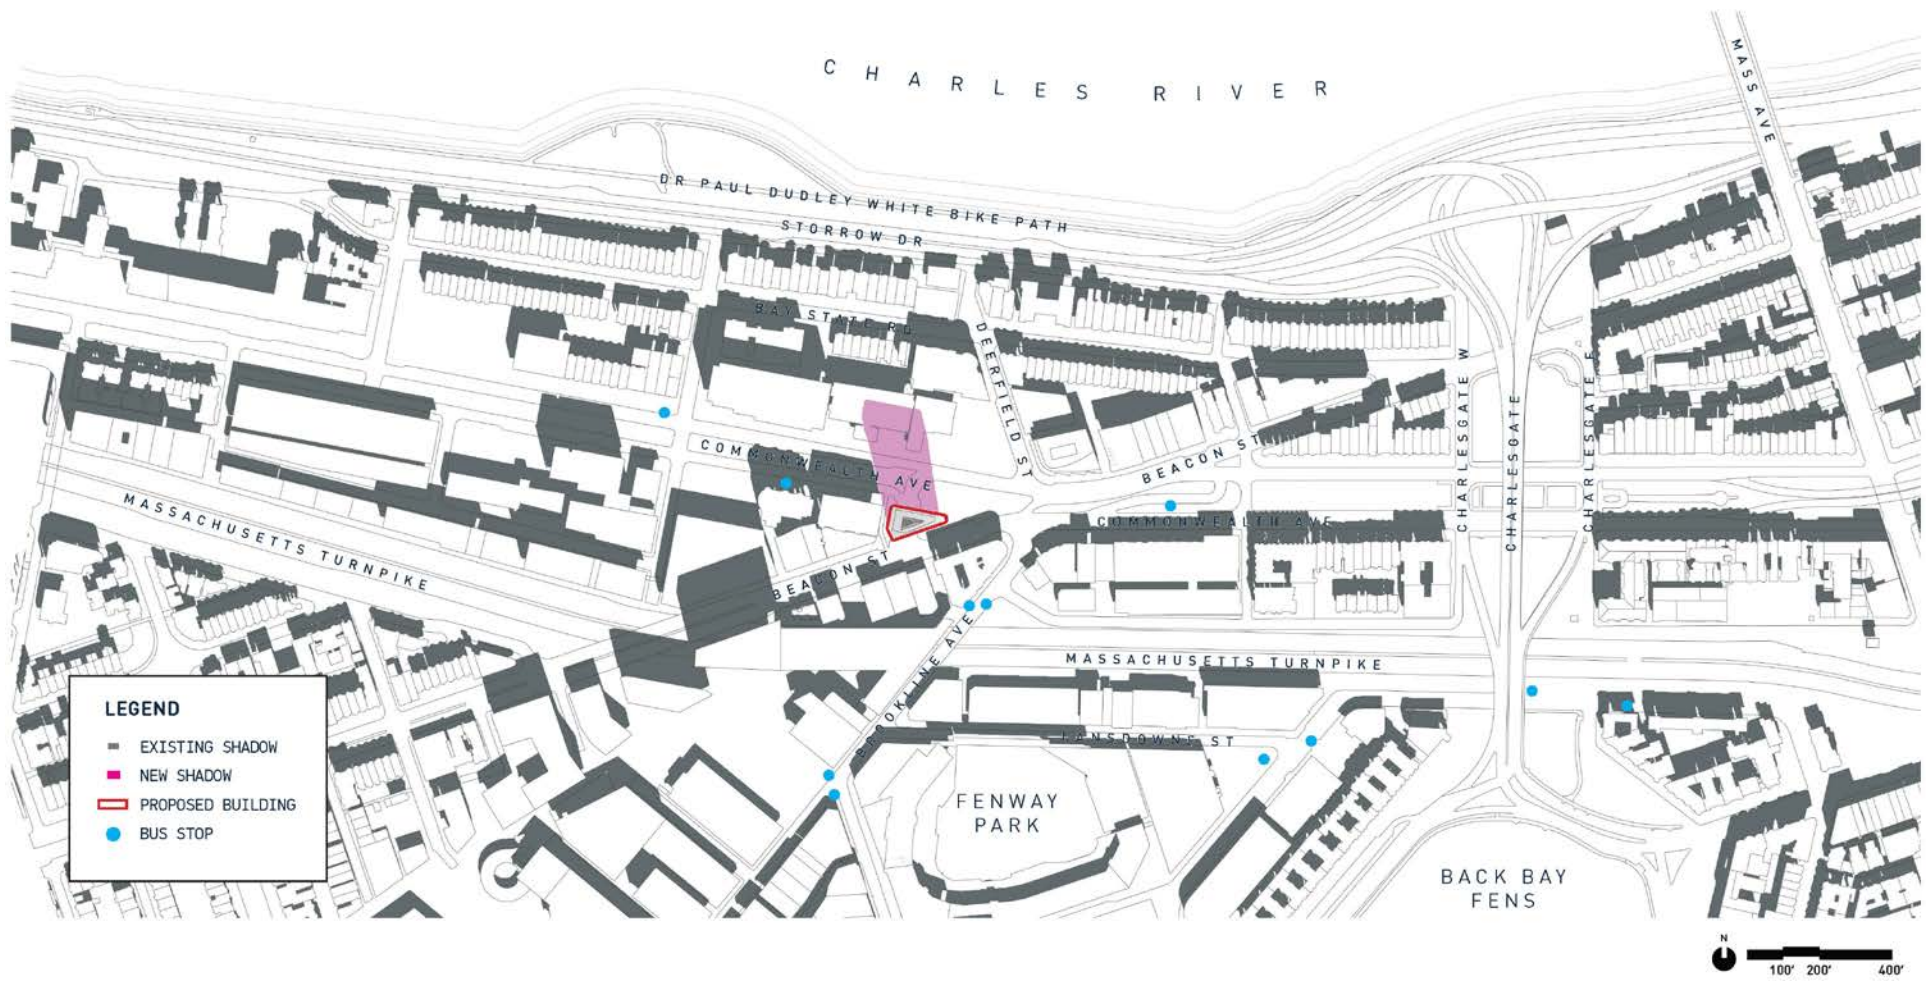 CHARLES RIVER
MASS AVE
DR PAUL DUDLEY WHITE BIKE PATH
STORROW DR
BAY STATE RD
DEERFIELD ST
CHARLESGATE W
CHARLESGATE
CHARLESGATE E
COMMONWEALTH AVE
BEACON ST
COMMONWEALTH AVE
MASSACHUSETTS TURNPIKE
BEACON ST
BROOKLINE AVE
MASSACHUSETTS TURNPIKE
LANSDOWNE ST
FENWAY
PARK
BACK BAY
FENS
LEGEND
EXISTING SHADOW
NEW SHADOW
PROPOSED BUILDING
BUS STOP
N
100' 200' 400'